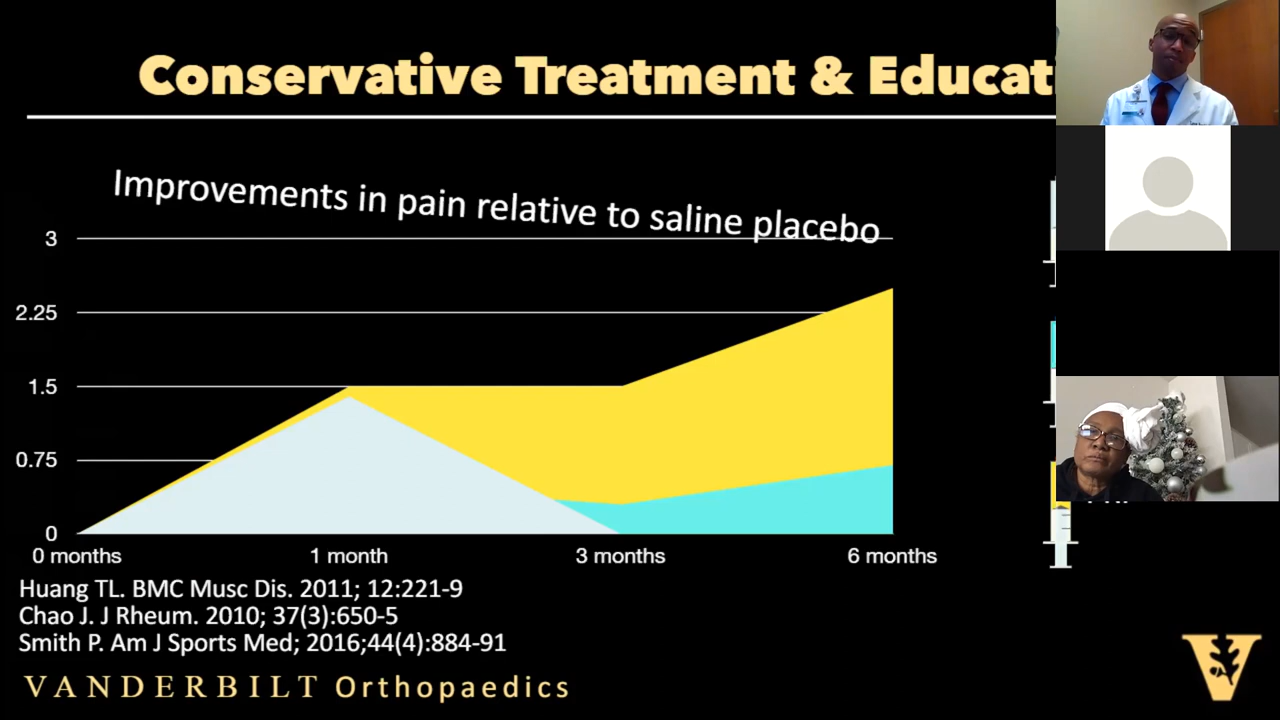 Conservative Treatment & Educati
Improvements in pain relative to saline placebo
3
2.25
1.5
0.75
0
0 months 1 month 3 months 6 months
Huang TL. BMC Musc Dis. 2011; 12:221-9
Chao J. J Rheum. 2010; 37(3):650-5
Smith P. Am J Sports Med; 2016;44(4):884-91
VANDERBILT Orthopaedics
V